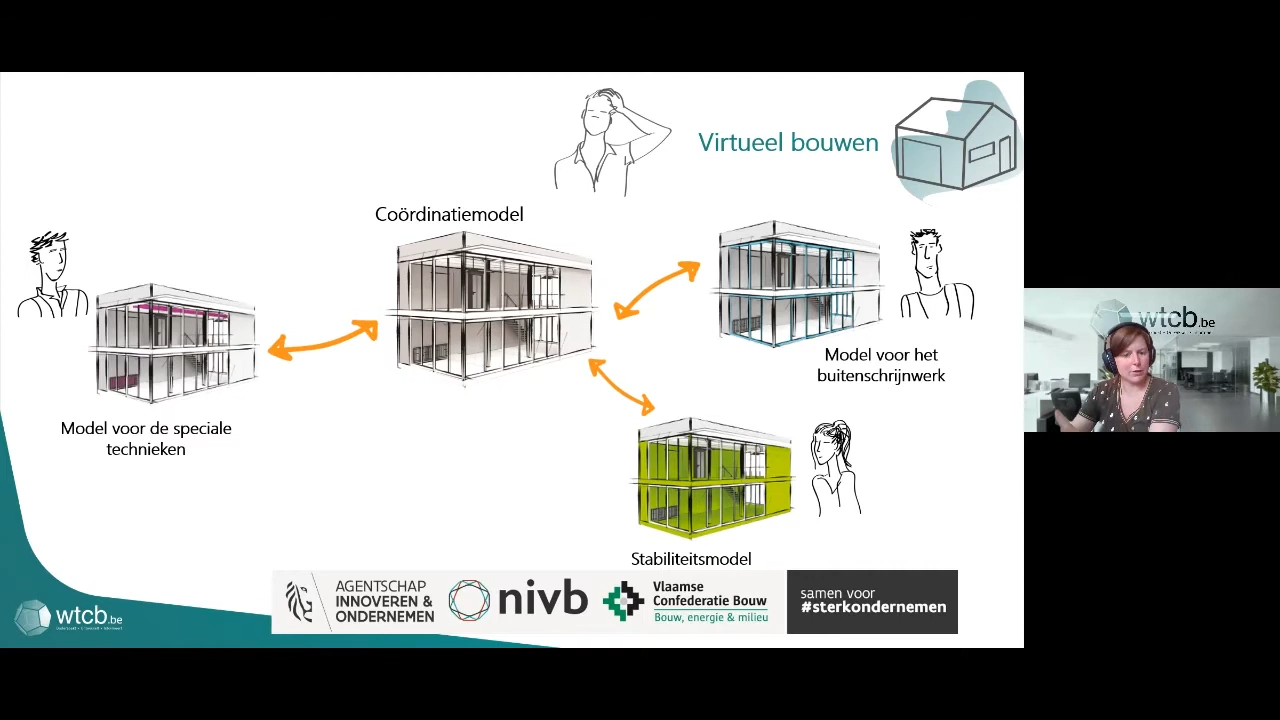 Virtueel bouwen
Coördinatiemodel
Model voor het
buitenschrijnwerk
Model voor de speciale
technieken
Stabiliteitsmodel
AGENTSCHAP
INNOVEREN &
ONDERNEMEN
nivb
Vlaamse
Confederatie Bouw
Bouw, energie & milieu
samen voor
#sterkondernemen
wtcb.be
wtcb.be